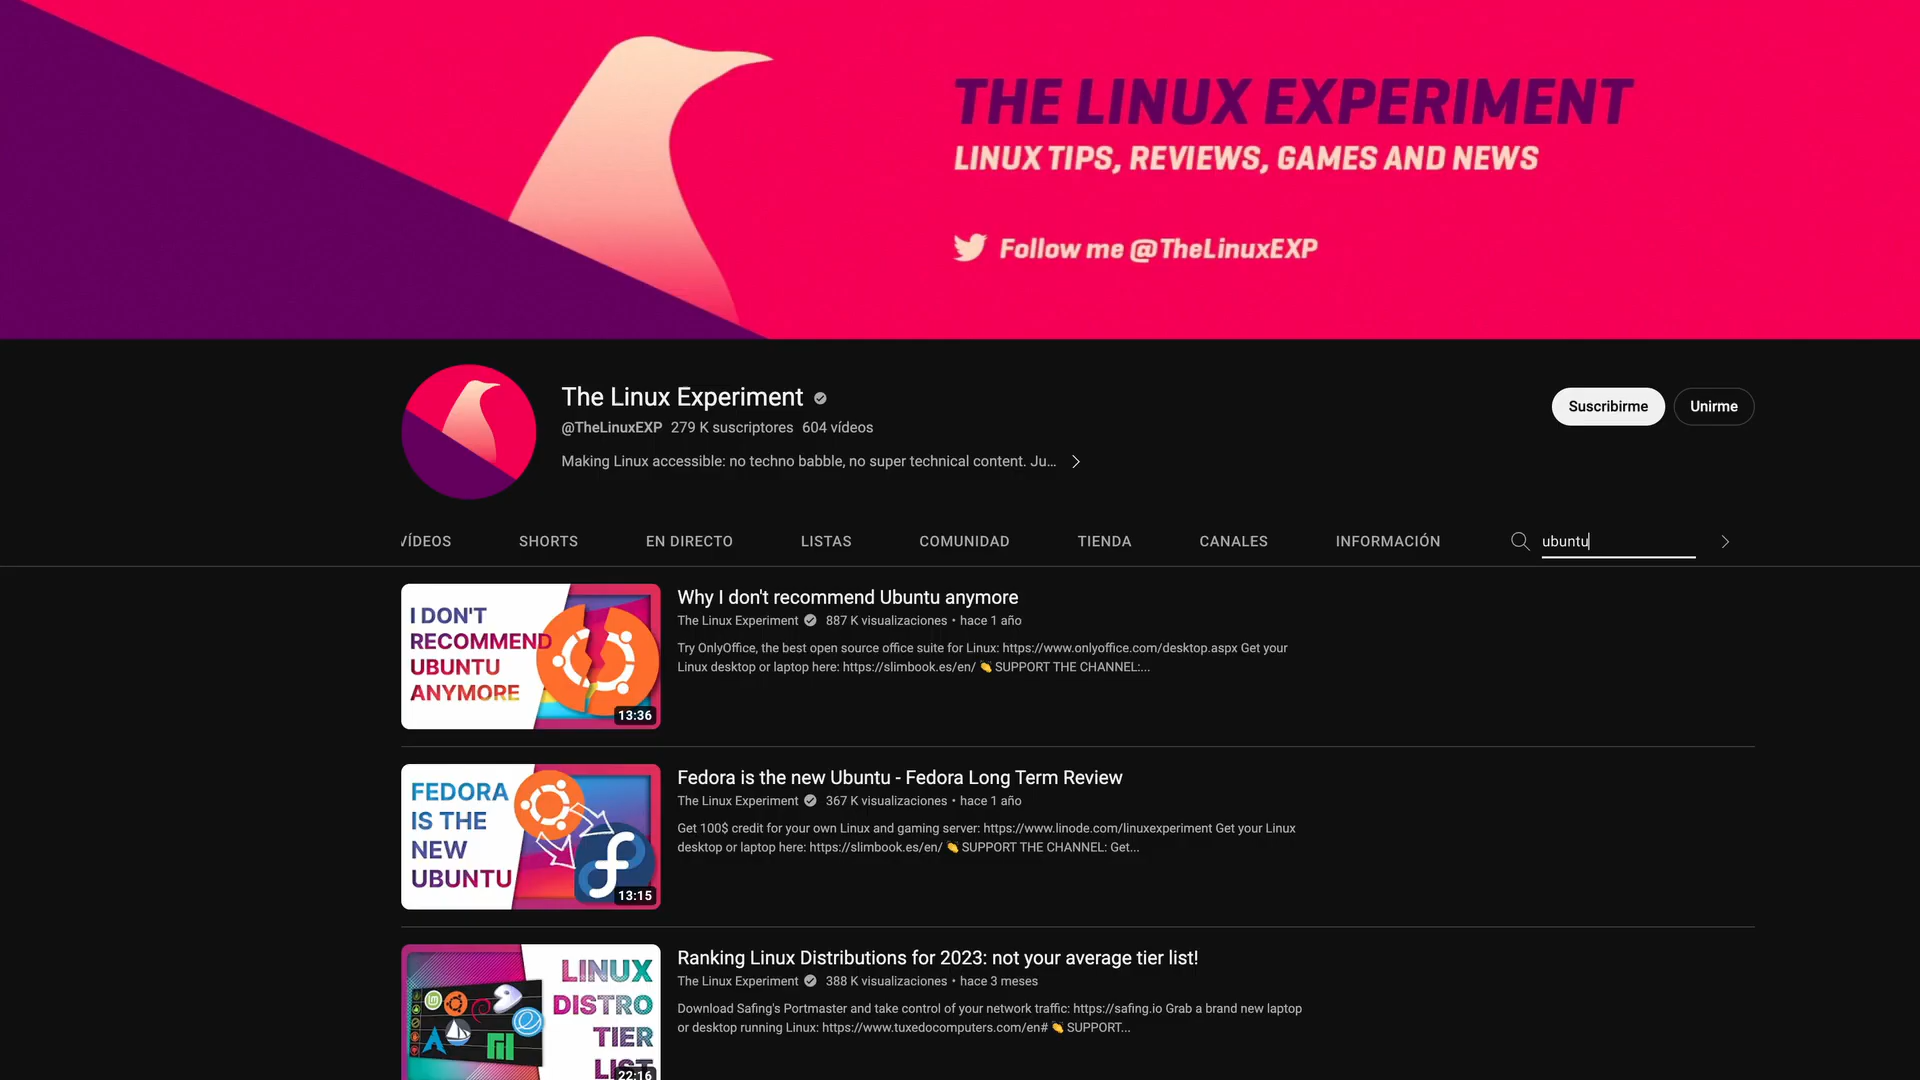 THE LINUX EXPERIMENT
LINUX TIPS, REVIEWS, GAMES AND NEWS
Follow me @TheLinuxEXP
The Linux Experiment
@TheLinuxEXP 279 K suscriptores 604 vídeos
Making Linux accessible: no techno babble, no super technical content. Ju...
Suscribirme
Unirme
VÍDEOS
SHORTS
EN DIRECTO
LISTAS
COMUNIDAD
TIENDA
CANALES
INFORMACIÓN
ubuntu
I DON'T
RECOMMEND
UBUNTU
ANYMORE
13:36
Why I don't recommend Ubuntu anymore
The Linux Experiment 887 K visualizaciones • hace 1 año
Try OnlyOffice, the best open source office suite for Linux: https://www.onlyoffice.com/desktop.aspx Get your
Linux desktop or laptop here: https://slimbook.es/en/ 👏 SUPPORT THE CHANNEL:...
FEDORA
IS THE
NEW
UBUNTU
13:15
Fedora is the new Ubuntu - Fedora Long Term Review
The Linux Experiment 367 K visualizaciones • hace 1 año
Get 100$ credit for your own Linux and gaming server: https://www.linode.com/linuxexperiment Get your Linux
desktop or laptop here: https://slimbook.es/en/ 👏 SUPPORT THE CHANNEL: Get...
LINUX
DISTRO
TIER
LIST
22:16
Ranking Linux Distributions for 2023: not your average tier list!
The Linux Experiment 388 K visualizaciones • hace 3 meses
Download Safing's Portmaster and take control of your network traffic: https://safing.io Grab a brand new laptop
or desktop running Linux: https://www.tuxedocomputers.com/en# 👏 SUPPORT...